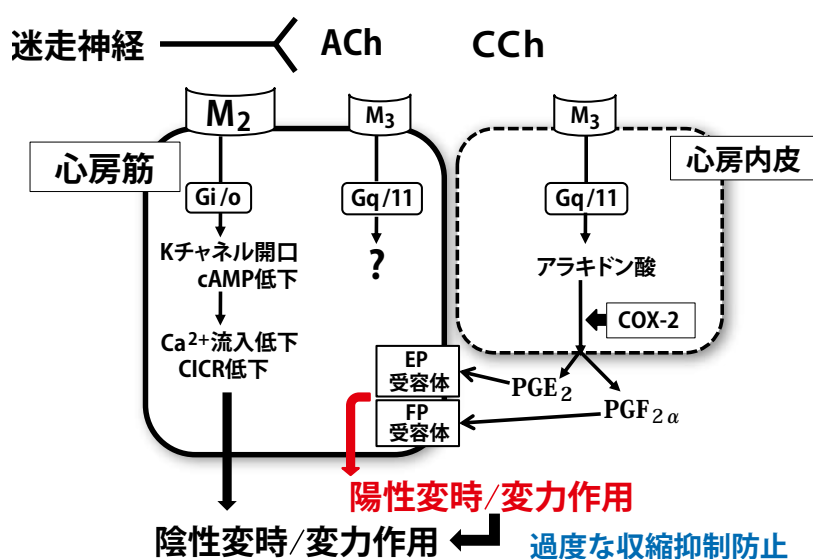 迷走神経
ACh
CCh
M2
M3
M3
心房筋
心房内皮
Gi/o
Gq/11
Gq/11
Kチャネル開口
cAMP低下
?
アラキドン酸
Ca2+流入低下
CICR低下
COX-2
EP
受容体
PGE2
FP
受容体
PGF2α
陽性変時/変力作用
陰性変時/変力作用
過度な収縮抑制防止